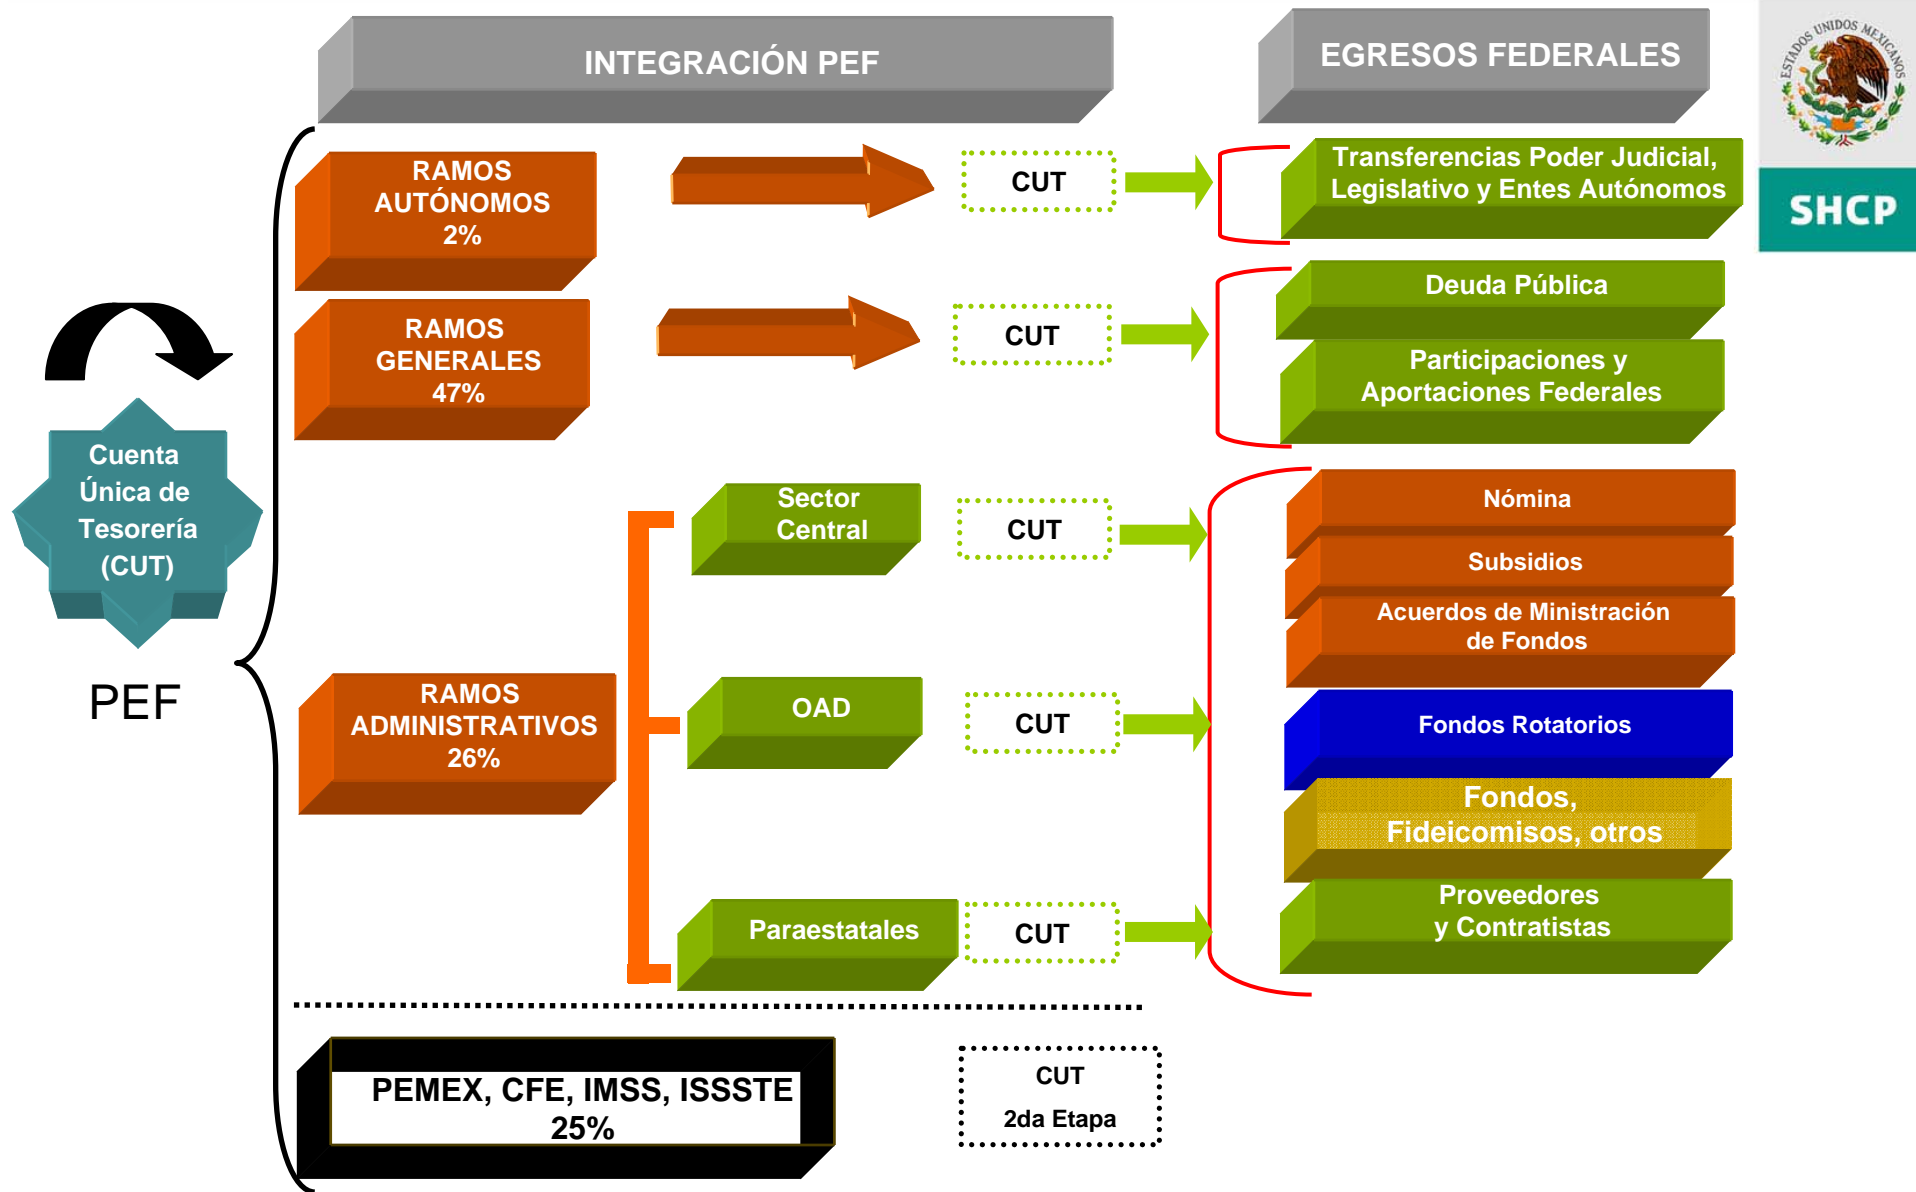 INTEGRACIÓN PEF
EGRESOS FEDERALES
ESTADOS UNIDOS MEXICANOS
SHCP
RAMOS
AUTÓNOMOS
2%
CUT
Transferencias Poder Judicial,
Legislativo y Entes Autónomos
RAMOS
GENERALES
47%
CUT
Deuda Pública
Participaciones y
Aportaciones Federales
Cuenta
Única de
Tesorería
(CUT)
PEF
RAMOS
ADMINISTRATIVOS
26%
Sector
Central
CUT
OAD
CUT
Paraestatales
CUT
Nómina
Subsidios
Acuerdos de Ministración
de Fondos
Fondos Rotatorios
Fondos,
Fideicomisos, otros
Proveedores
y Contratistas
PEMEX, CFE, IMSS, ISSSTE
25%
CUT
2da Etapa